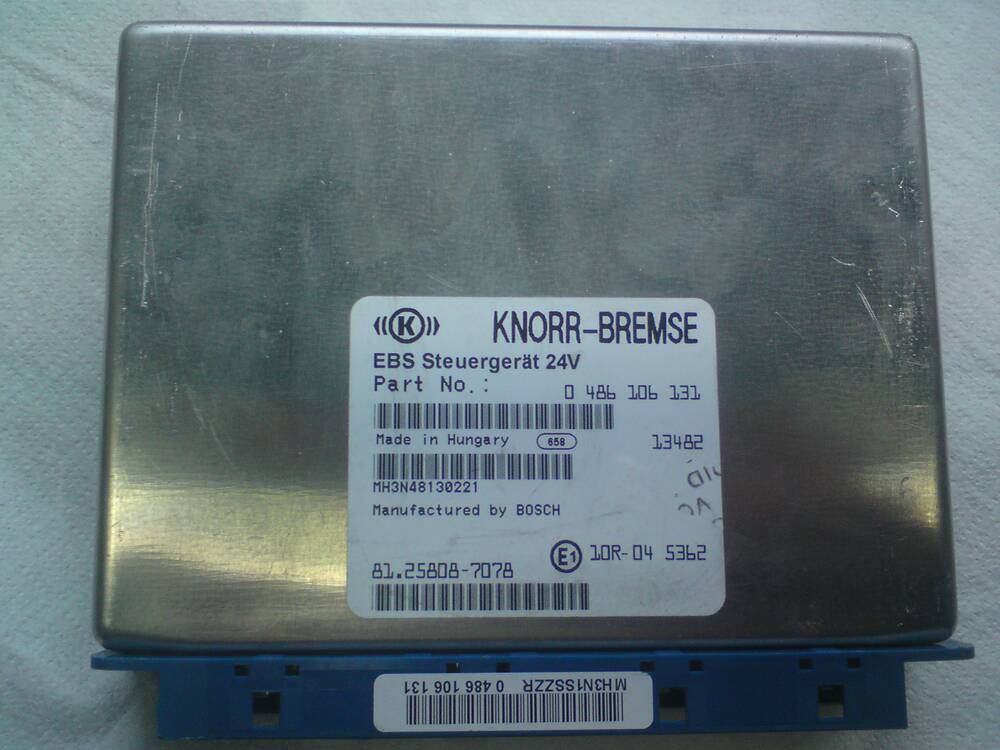 ((K)) KNORR-BREMSE
EBS Steuergerät 24V
Part No.: 0 486 106 131
Made in Hungary 658 13482
MH3N48130221
Manufactured by BOSCH
E1 10R-04 5362
81.25808-7078
MH3N1SSZZR 0 486 106 131